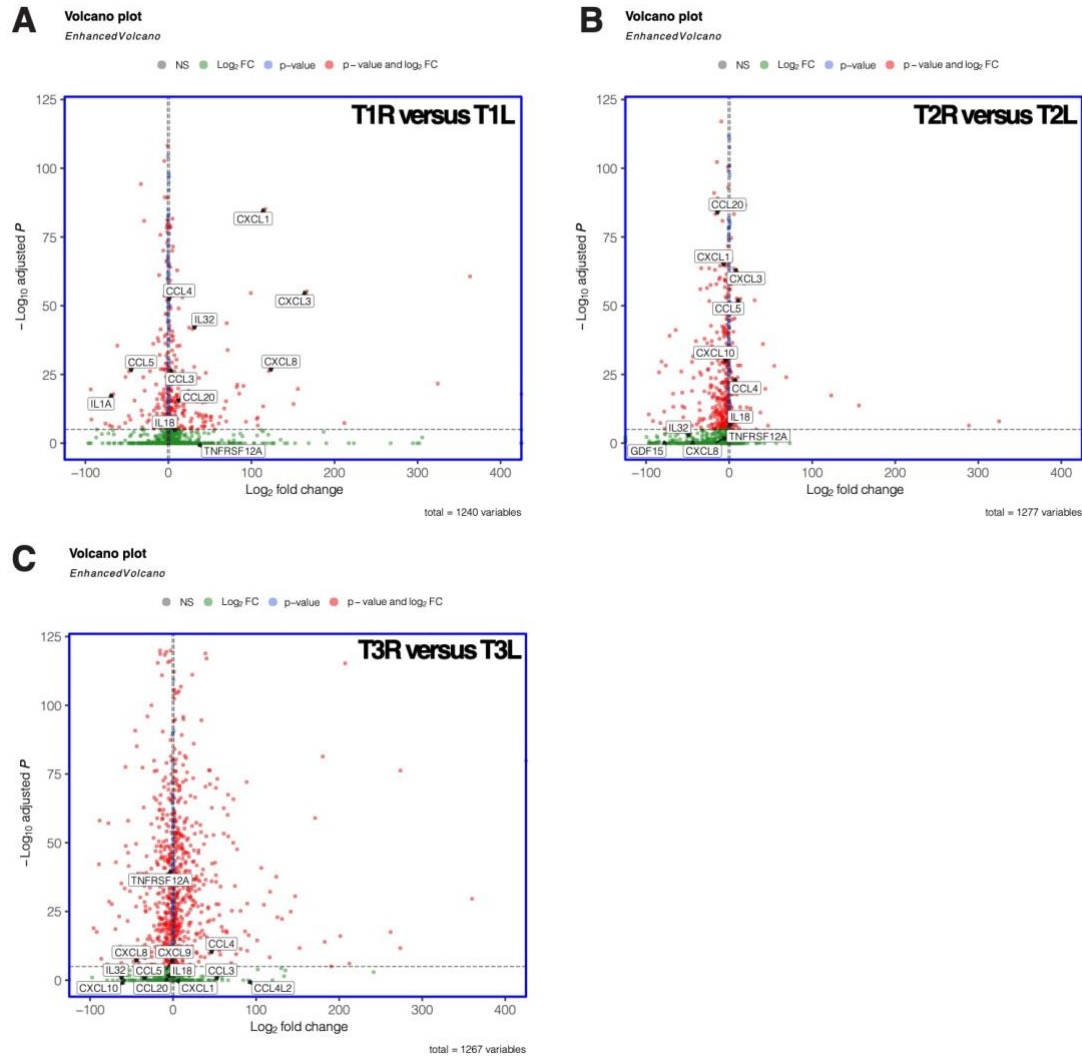 A
Volcano plot
EnhancedVolcano
NS Log2 FC p−value p − value and log2 FC
T1R versus T1L
125
100
75
50
25
0
−Log10 adjusted P
CXCL1
CCL4
CXCL3
IL32
CCL5
CXCL8
CCL3
IL1A
CCL20
IL18
TNFRSF12A
−100 0 100 200 300 400
Log2 fold change
total = 1240 variables
B
Volcano plot
EnhancedVolcano
NS Log2 FC p−value p − value and log2 FC
T2R versus T2L
125
100
75
50
25
0
−Log10 adjusted P
CCL20
CXCL1
CXCL3
CCL5
CXCL10
CCL4
IL18
IL32
TNFRSF12A
GDF15
CXCL8
−100 0 100 200 300 400
Log2 fold change
total = 1277 variables
C
Volcano plot
EnhancedVolcano
NS Log2 FC p−value p − value and log2 FC
T3R versus T3L
125
100
75
50
25
0
−Log10 adjusted P
TNFRSF12A
CCL4
CXCL8 CXCL9
IL32 CCL5 IL18 CCL3
CXCL10 CCL20 CXCL1 CCL4L2
−100 0 100 200 300 400
Log2 fold change
total = 1267 variables